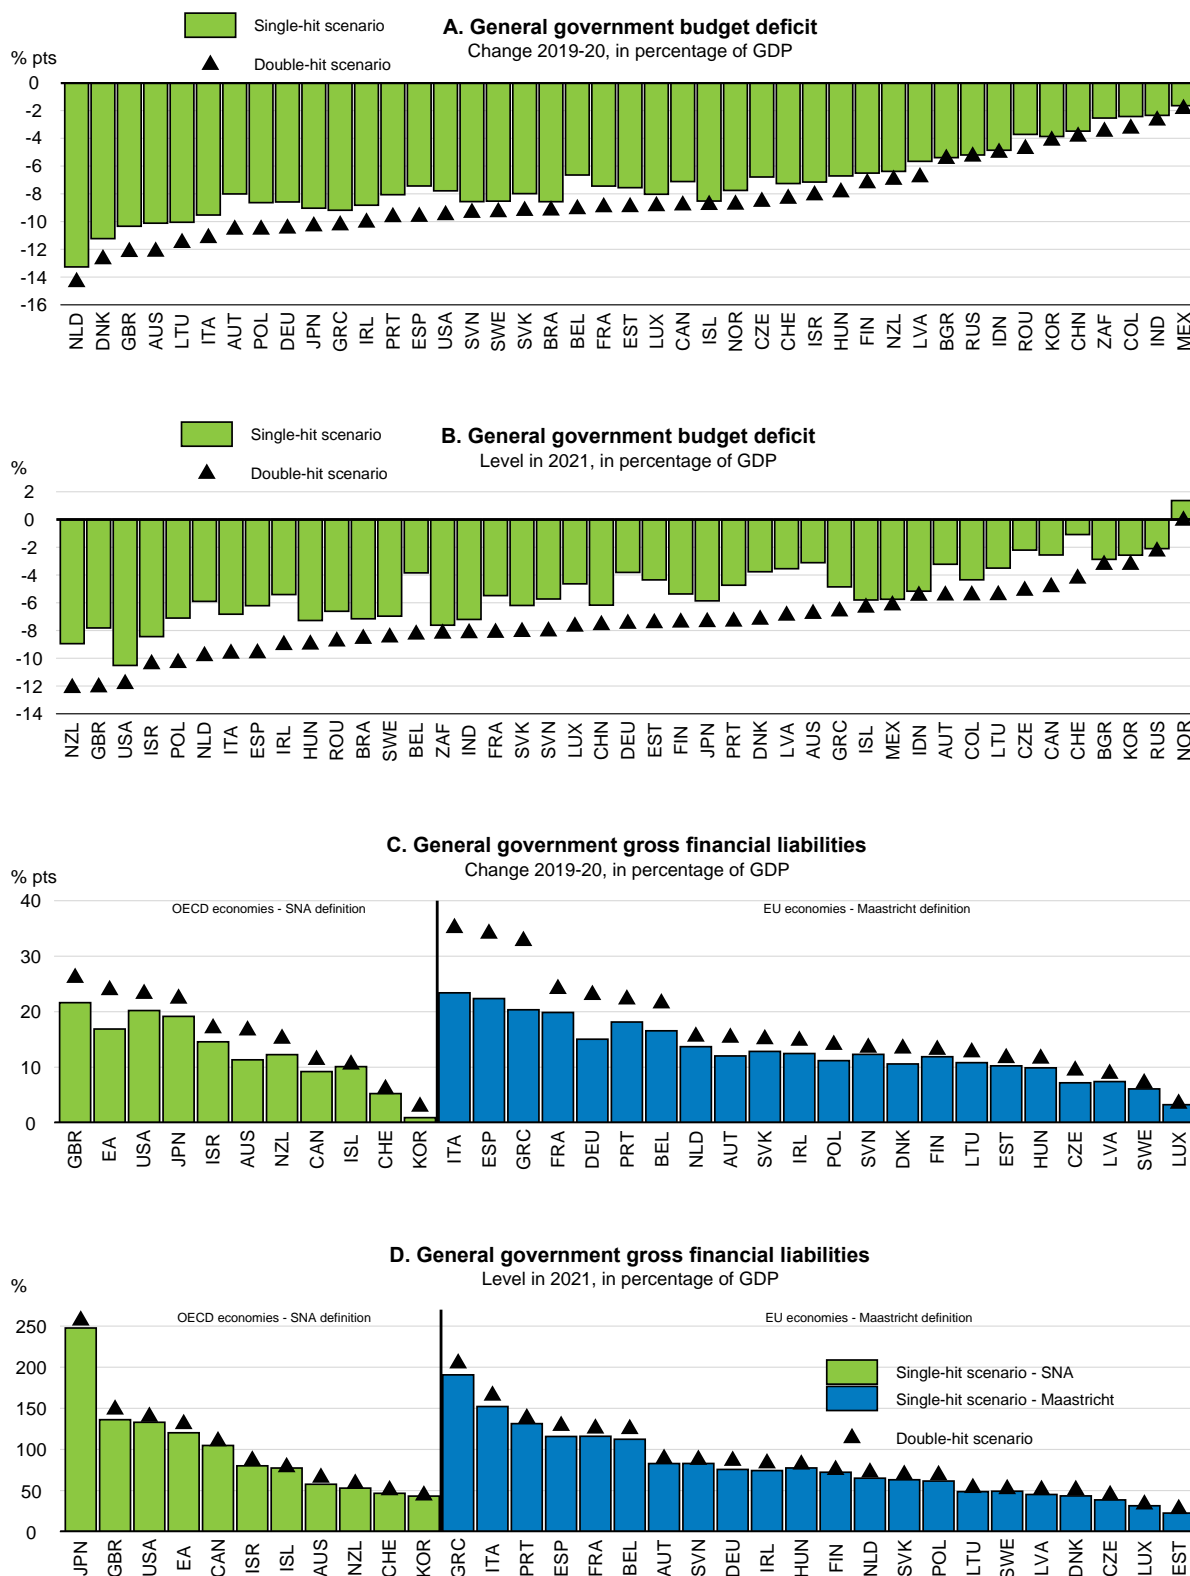 Single-hit scenario
Double-hit scenario
A. General government budget deficit
Change 2019-20, in percentage of GDP
% pts
0
-2
-4
-6
-8
-10
-12
-14
-16
NLD DNK GBR AUS LTU ITA AUT POL DEU JPN GRC IRL PRT ESP USA SVN SWE SVK BRA BEL FRA EST LUX CAN ISL NOR CZE CHE ISR HUN FIN NZL LVA BGR RUS IDN ROU KOR CHN ZAF COL IND MEX
Single-hit scenario
Double-hit scenario
B. General government budget deficit
Level in 2021, in percentage of GDP
%
2
0
-2
-4
-6
-8
-10
-12
-14
NZL GBR USA ISR POL NLD ITA ESP IRL HUN ROU BRA SWE BEL ZAF IND FRA SVK SVN LUX CHN DEU EST FIN JPN PRT DNK LVA AUS GRC ISL MEX IDN AUT COL LTU CZE CAN CHE BGR KOR RUS NOR
C. General government gross financial liabilities
Change 2019-20, in percentage of GDP
% pts
OECD economies - SNA definition
EU economies - Maastricht definition
40
30
20
10
0
GBR EA USA JPN ISR AUS NZL CAN ISL CHE KOR ITA ESP GRC FRA DEU PRT BEL NLD AUT SVK IRL POL SVN DNK FIN LTU EST HUN CZE LVA SWE LUX
D. General government gross financial liabilities
Level in 2021, in percentage of GDP
%
OECD economies - SNA definition
EU economies - Maastricht definition
Single-hit scenario - SNA
Single-hit scenario - Maastricht
Double-hit scenario
250
200
150
100
50
0
JPN GBR USA EA CAN ISR ISL AUS NZL CHE KOR GRC ITA PRT ESP FRA BEL AUT SVN DEU IRL HUN FIN NLD SVK POL LTU SWE LVA DNK CZE LUX EST